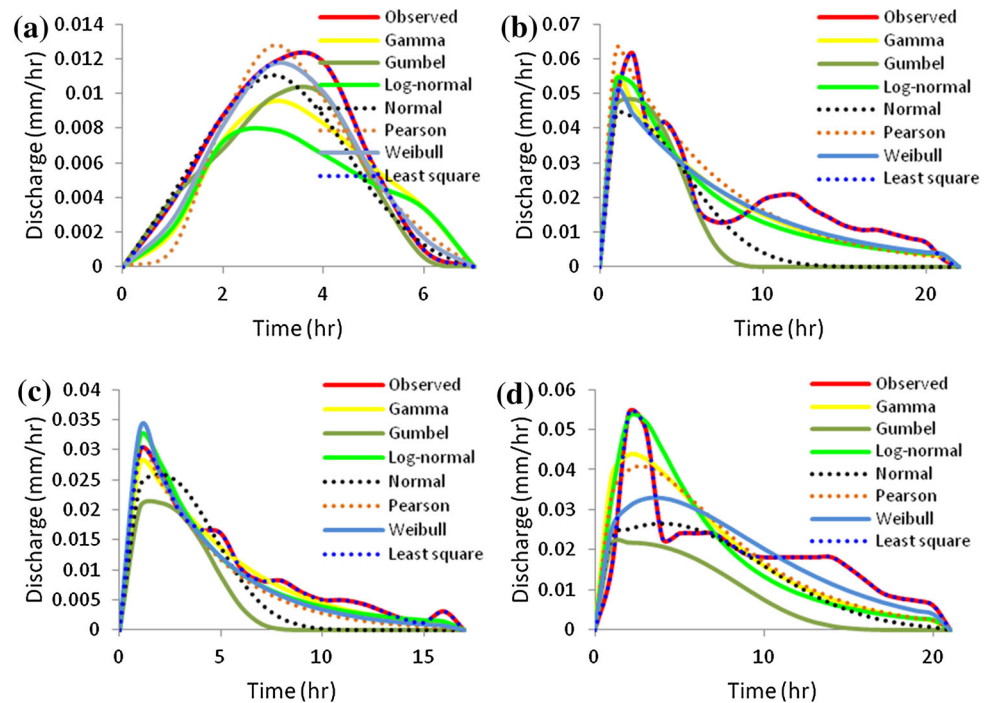 (a)
Discharge (mm/hr)
0.014
0.012
0.01
0.008
0.006
0.004
0.002
0
0 2 4 6
Time (hr)
Observed
Gamma
Gumbel
Log-normal
Normal
Pearson
Weibull
Least square
(b)
Discharge (mm/hr)
0.07
0.06
0.05
0.04
0.03
0.02
0.01
0
0 10 20
Time (hr)
Observed
Gamma
Gumbel
Log-normal
Normal
Pearson
Weibull
Least square
(c)
Discharge (mm/hr)
0.04
0.035
0.03
0.025
0.02
0.015
0.01
0.005
0
0 5 10 15
Time (hr)
Observed
Gamma
Gumbel
Log-normal
Normal
Pearson
Weibull
Least square
(d)
Discharge (mm/hr)
0.06
0.05
0.04
0.03
0.02
0.01
0
0 10 20
Time (hr)
Observed
Gamma
Gumbel
Log-normal
Normal
Pearson
Weibull
Least square